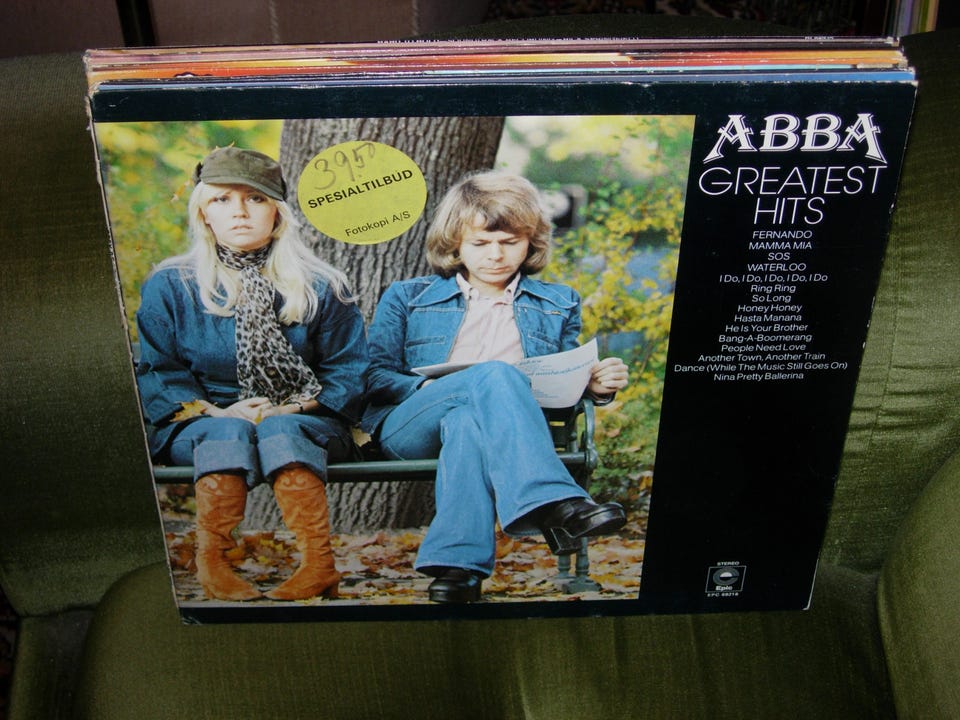 39.50
SPESIALTILBUD
Fotokopi A/S
ABBA
GREATEST
HITS
FERNANDO
MAMMA MIA
SOS
WATERLOO
I Do, I Do, I Do, I Do, I Do
Ring Ring
So Long
Honey Honey
Hasta Manana
He Is Your Brother
Bang-A-Boomerang
People Need Love
Another Town, Another Train
Dance (While The Music Still Goes On)
Nina Pretty Ballerina
STEREO
Epic
EPC 69218